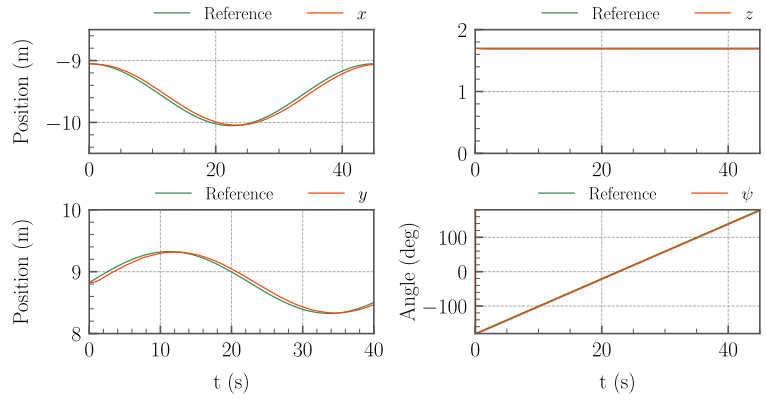 Reference x
Position (m)
−9
−10
0 20 40
Reference z
2
1
0
0 20 40
Reference y
Position (m)
10
9
8
0 10 20 30 40
t (s)
Reference ψ
Angle (deg)
100
0
−100
0 20 40
t (s)